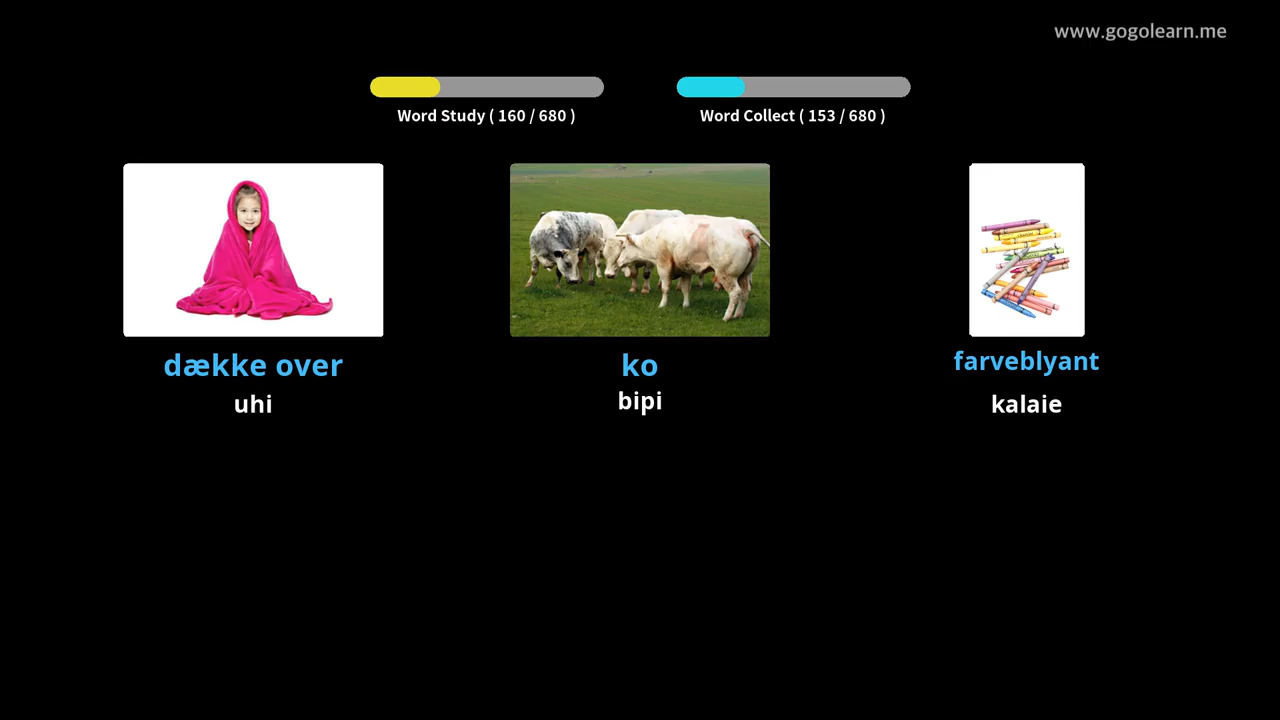 www.gogolearn.me
Word Study ( 160 / 680 )
Word Collect ( 153 / 680 )
dække over
uhi
ko
bipi
farveblyant
kalaie